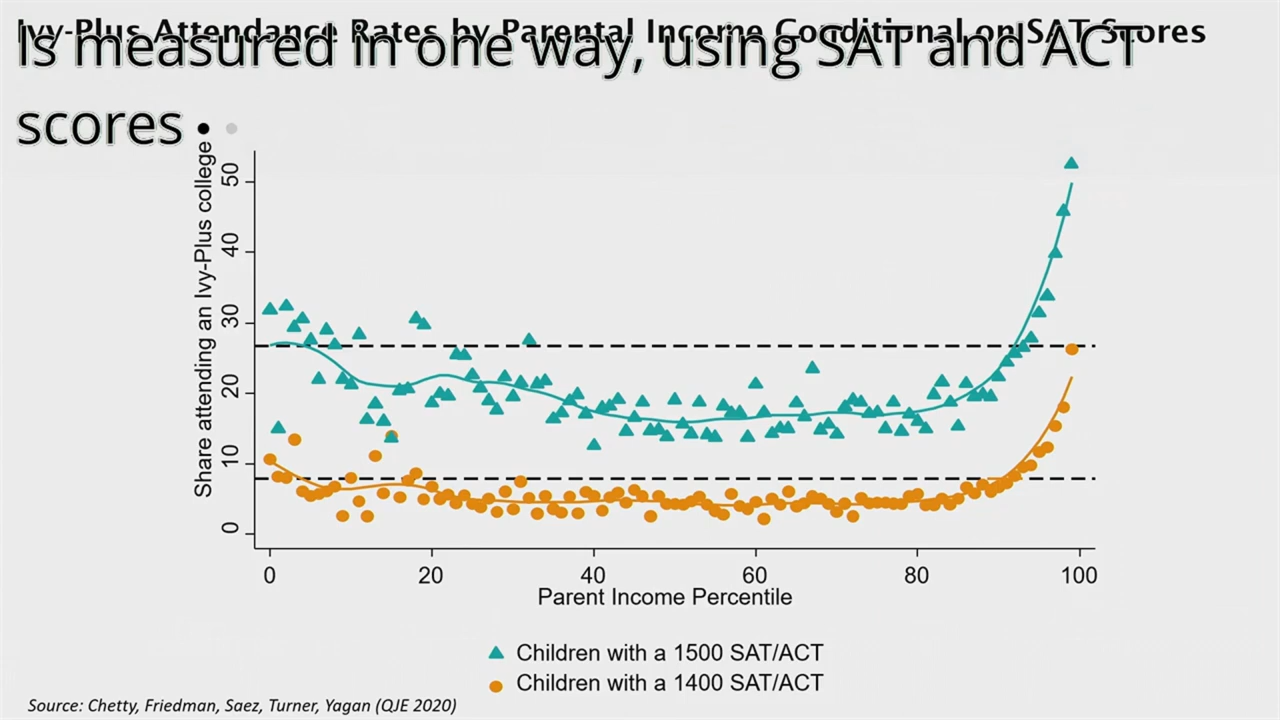 Ivy-Plus Attendance Rates by Parental Income Conditional on SAT Scores
Is measured in one way, using SAT and ACT
scores
Share attending an Ivy-Plus college
50
40
30
20
10
0
0 20 40 60 80 100
Parent Income Percentile
Children with a 1500 SAT/ACT
Children with a 1400 SAT/ACT
Source: Chetty, Friedman, Saez, Turner, Yagan (QJE 2020)